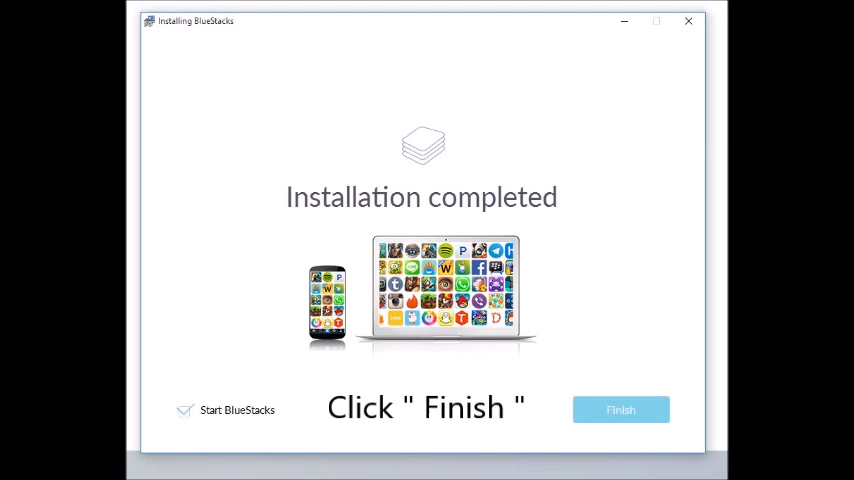 Installing BlueStacks
Installation completed
Start BlueStacks
Click " Finish "
Finish